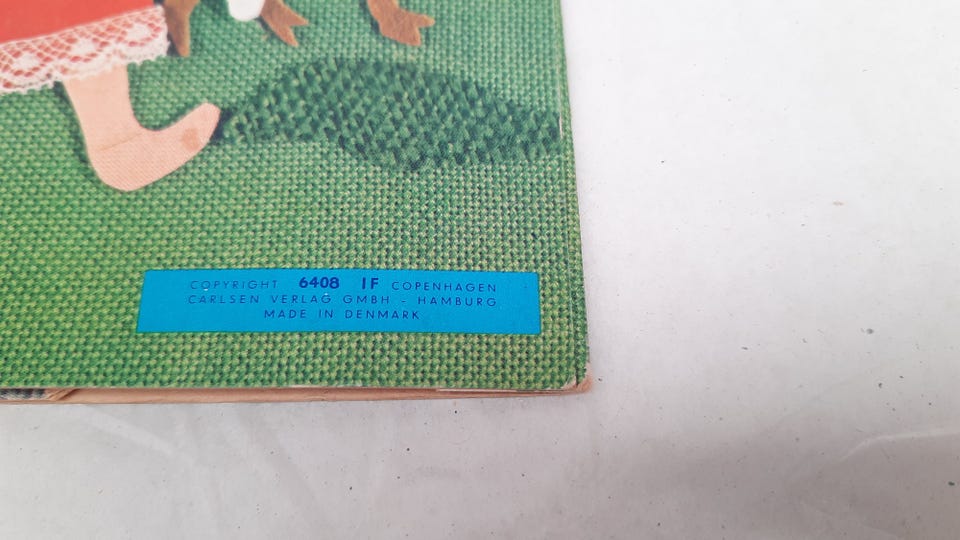 COPYRIGHT 6408 IF COPENHAGEN
CARLSEN VERLAG GMBH - HAMBURG
MADE IN DENMARK